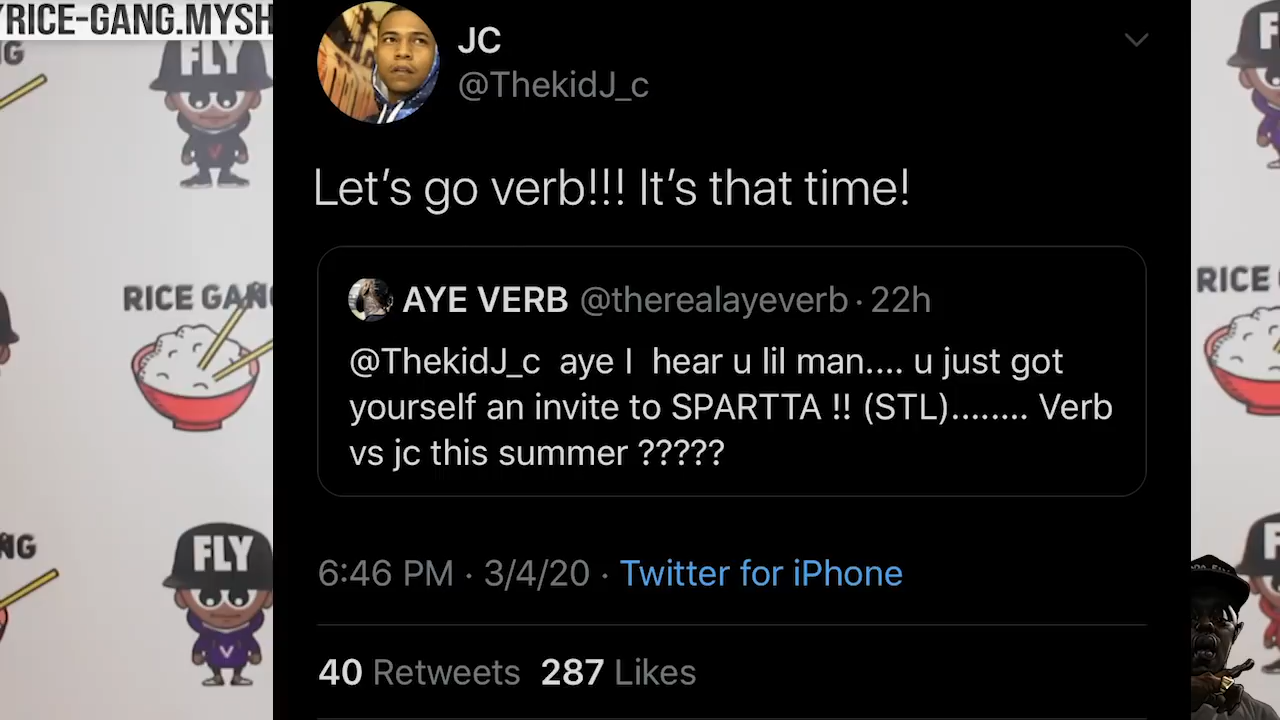 RICE-GANG.MYSH
FLY
JC
@ThekidJ_c
Let's go verb!!! It's that time!
AYE VERB @therealayeverb · 22h
@ThekidJ_c aye I hear u lil man.... u just got
yourself an invite to SPARTTA !! (STL)........ Verb
vs jc this summer ?????
RICE GANG
RICE
FLY
V
6:46 PM · 3/4/20 · Twitter for iPhone
40 Retweets 287 Likes